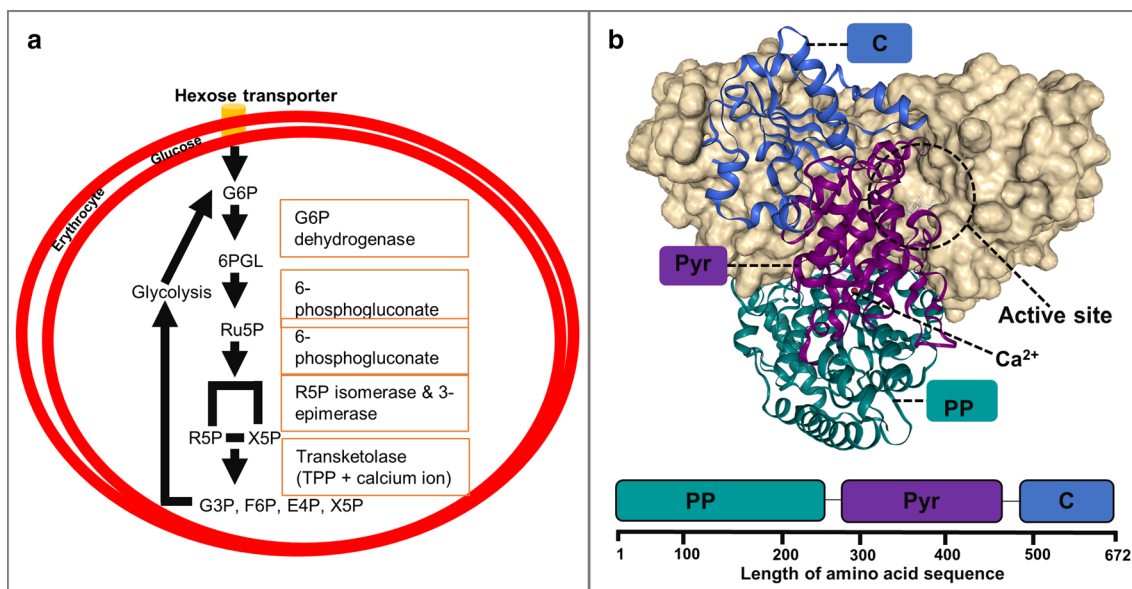 a
Hexose transporter
Glucose
Erythrocyte
G6P
G6P
dehydrogenase
6PGL
Glycolysis
6-
phosphogluconate
Ru5P
6-
phosphogluconate
R5P isomerase & 3-
epimerase
R5P
X5P
Transketolase
(TPP + calcium ion)
G3P, F6P, E4P, X5P
b
C
Pyr
Active site
Ca²⁺
PP
PP
Pyr
C
1 100 200 300 400 500 672
Length of amino acid sequence